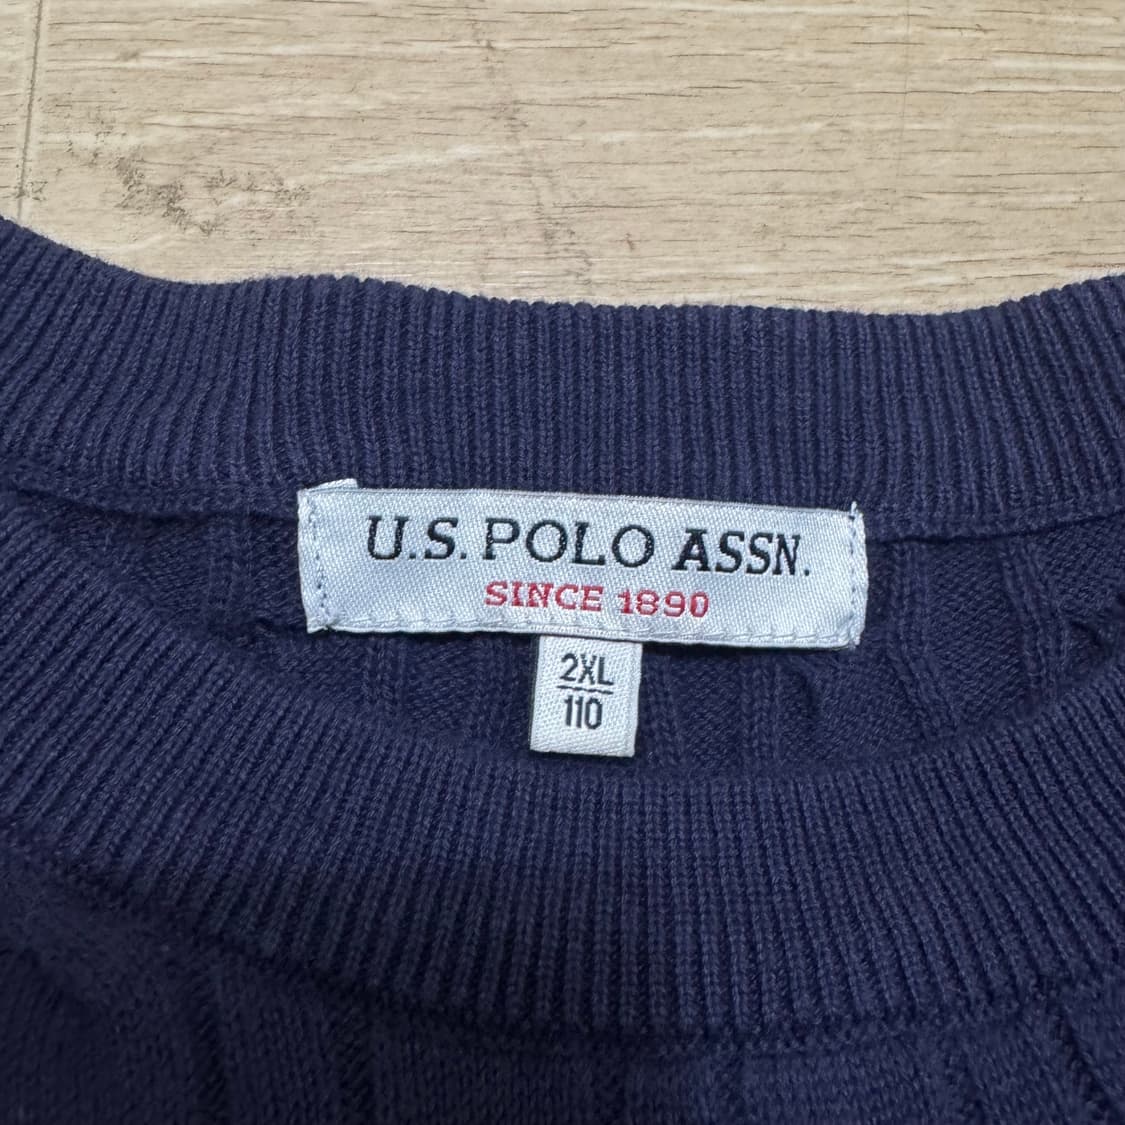 U.S. POLO ASSN.
SINCE 1890
2XL
110